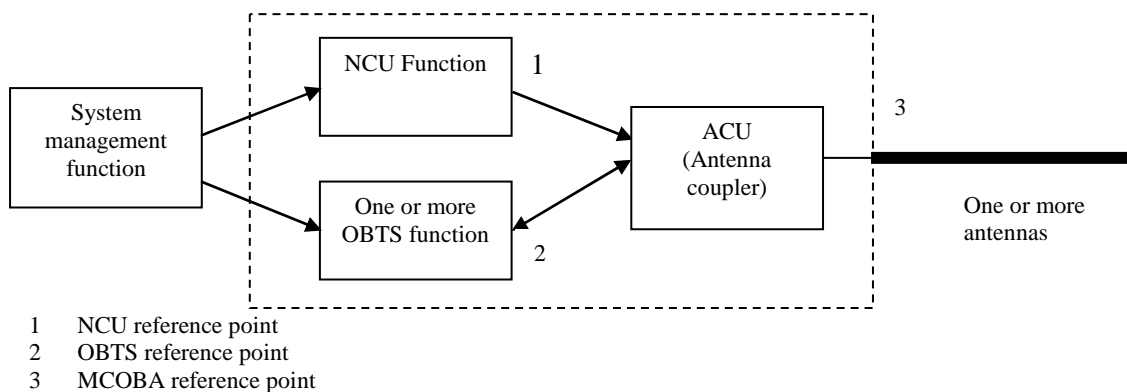 NCU Function
1
System
management
function
ACU
(Antenna
coupler)
3
One or more
OBTS function
2
One or more
antennas
1 NCU reference point
2 OBTS reference point
3 MCOBA reference point